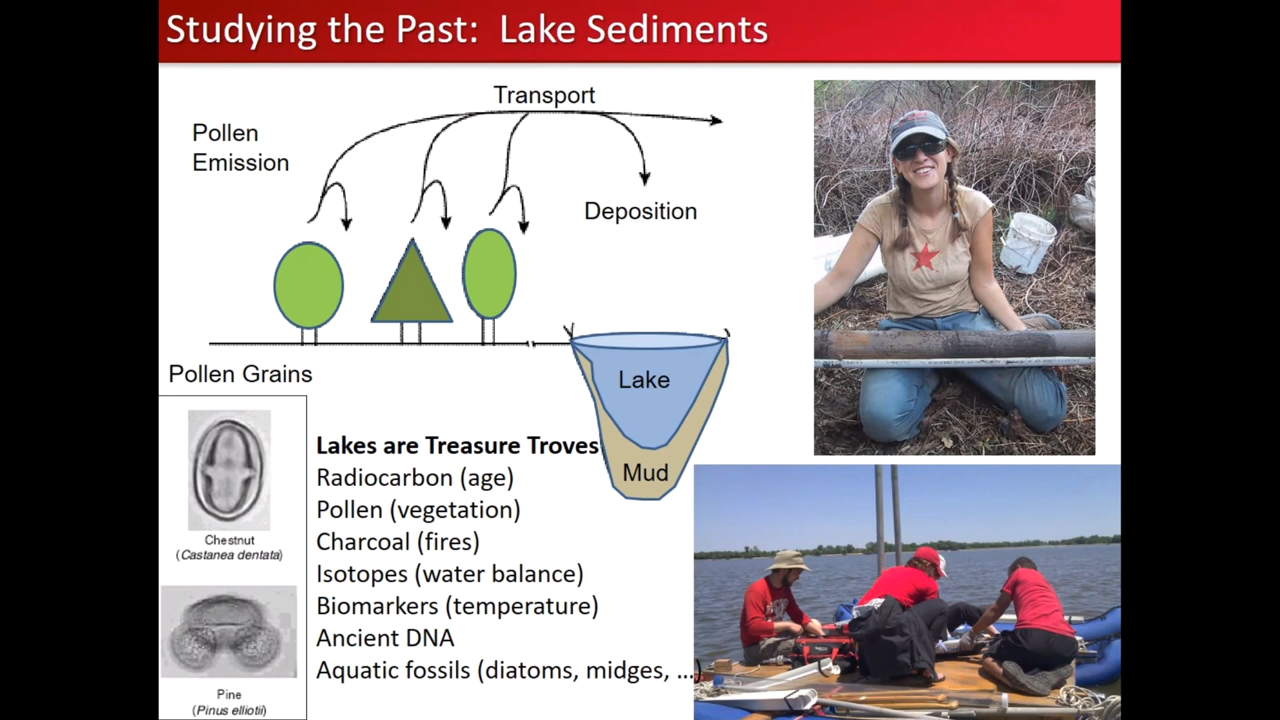 Studying the Past: Lake Sediments
Transport
Pollen
Emission
Deposition
Pollen Grains
Lake
Mud
Chestnut
(Castanea dentata)
Pine
(Pinus elliotii)
Lakes are Treasure Troves
Radiocarbon (age)
Pollen (vegetation)
Charcoal (fires)
Isotopes (water balance)
Biomarkers (temperature)
Ancient DNA
Aquatic fossils (diatoms, midges, ...)